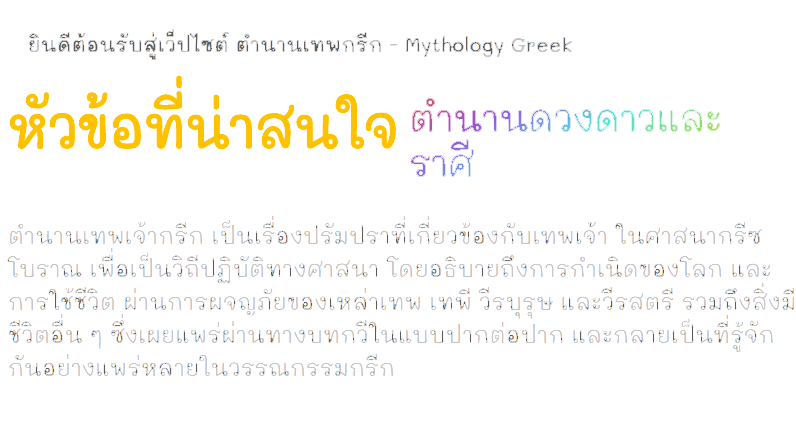 ยินดีต้อนรับสู่เว็ปไซต์ ตำนานเทพกรีก - Mythology Greek
หัวข้อที่น่าสนใจ
ตำนานดวงดาวและ
ราศี
ตำนานเทพเจ้ากรีก เป็นเรื่องปรัมปราที่เกี่ยวข้องกับเทพเจ้า ในศาสนากรีซ
โบราณ เพื่อเป็นวิถีปฏิบัติทางศาสนา โดยอธิบายถึงการกำเนิดของโลก และ
การใช้ชีวิต ผ่านการผจญภัยของเหล่าเทพ เทพี วีรบุรุษ และวีรสตรี รวมถึงสิ่งมี
ชีวิตอื่น ๆ ซึ่งเผยแพร่ผ่านทางบทกวีในแบบปากต่อปาก และกลายเป็นที่รู้จัก
กันอย่างแพร่หลายในวรรณกรรมกรีก